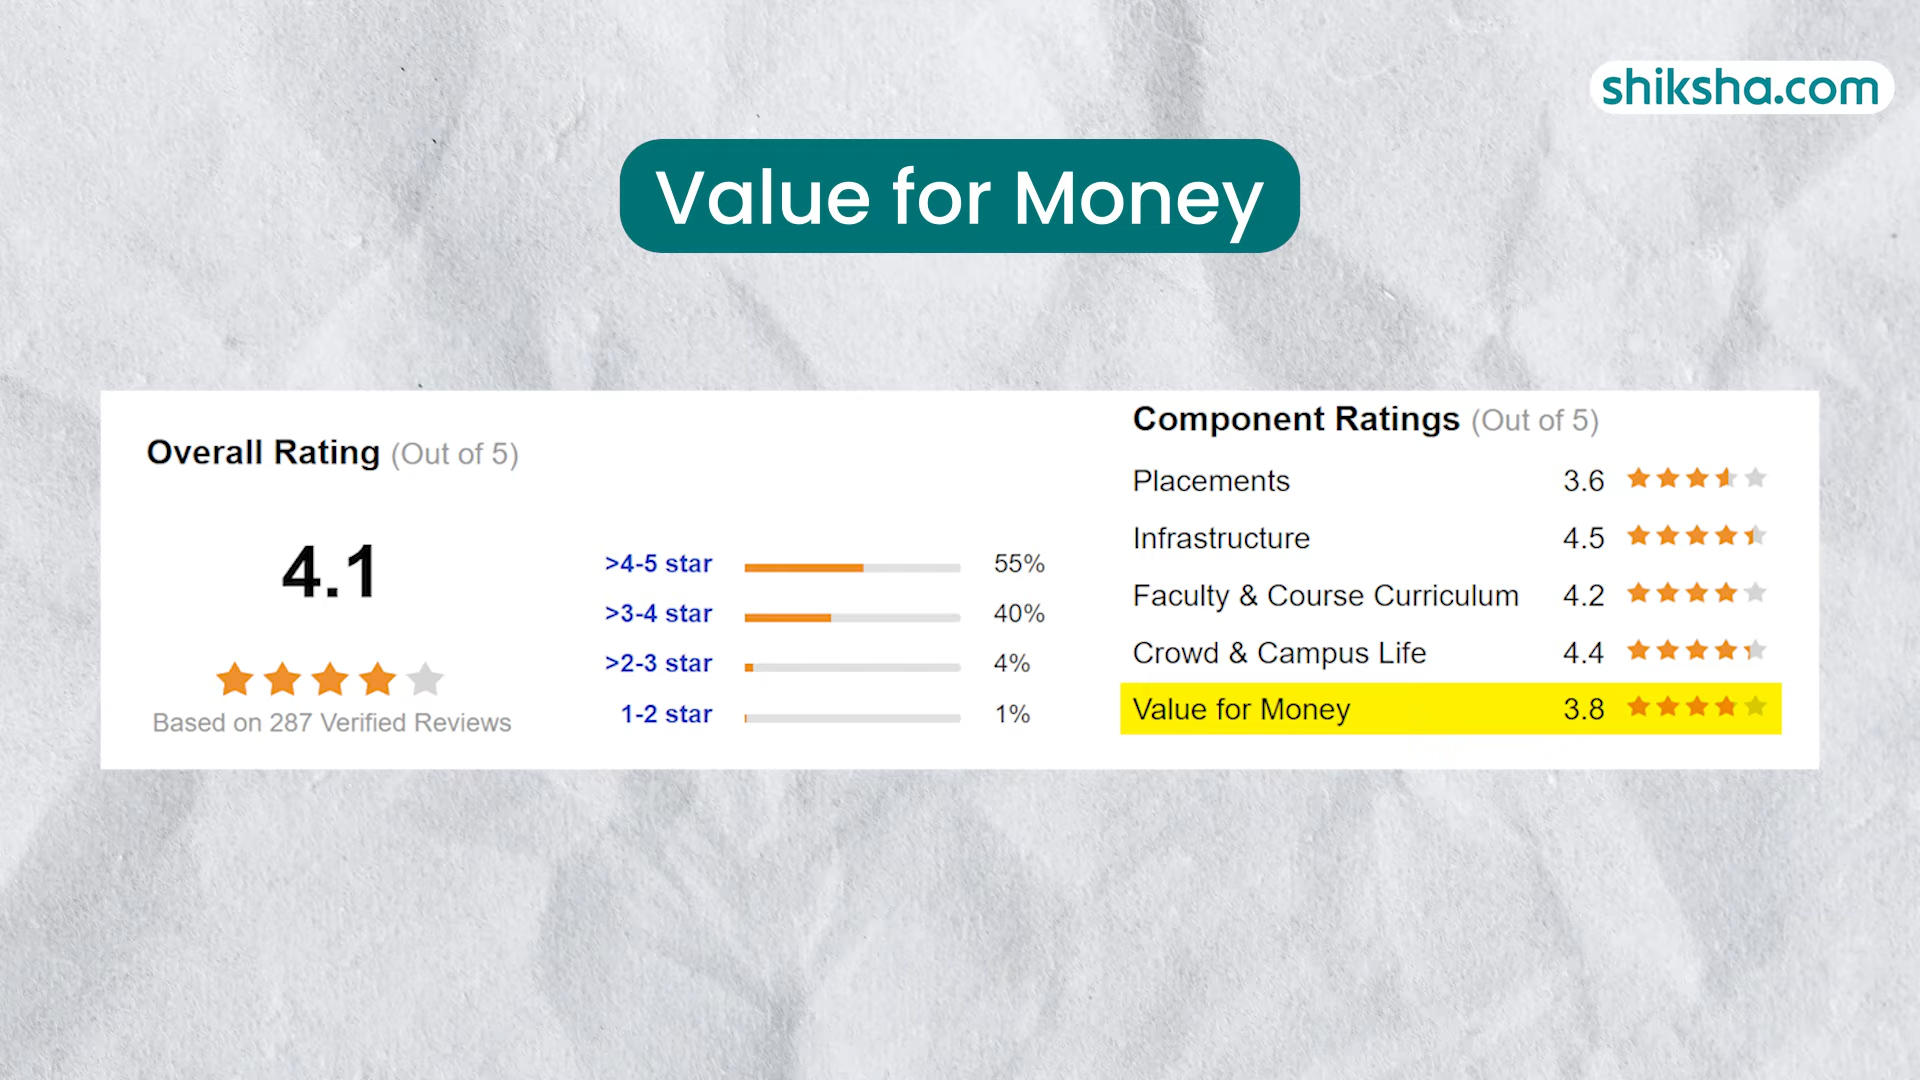 shiksha.com
Value for Money
Overall Rating (Out of 5)
4.1
Based on 287 Verified Reviews
>4-5 star 55%
>3-4 star 40%
>2-3 star 4%
1-2 star 1%
Component Ratings (Out of 5)
Placements 3.6
Infrastructure 4.5
Faculty & Course Curriculum 4.2
Crowd & Campus Life 4.4
Value for Money 3.8